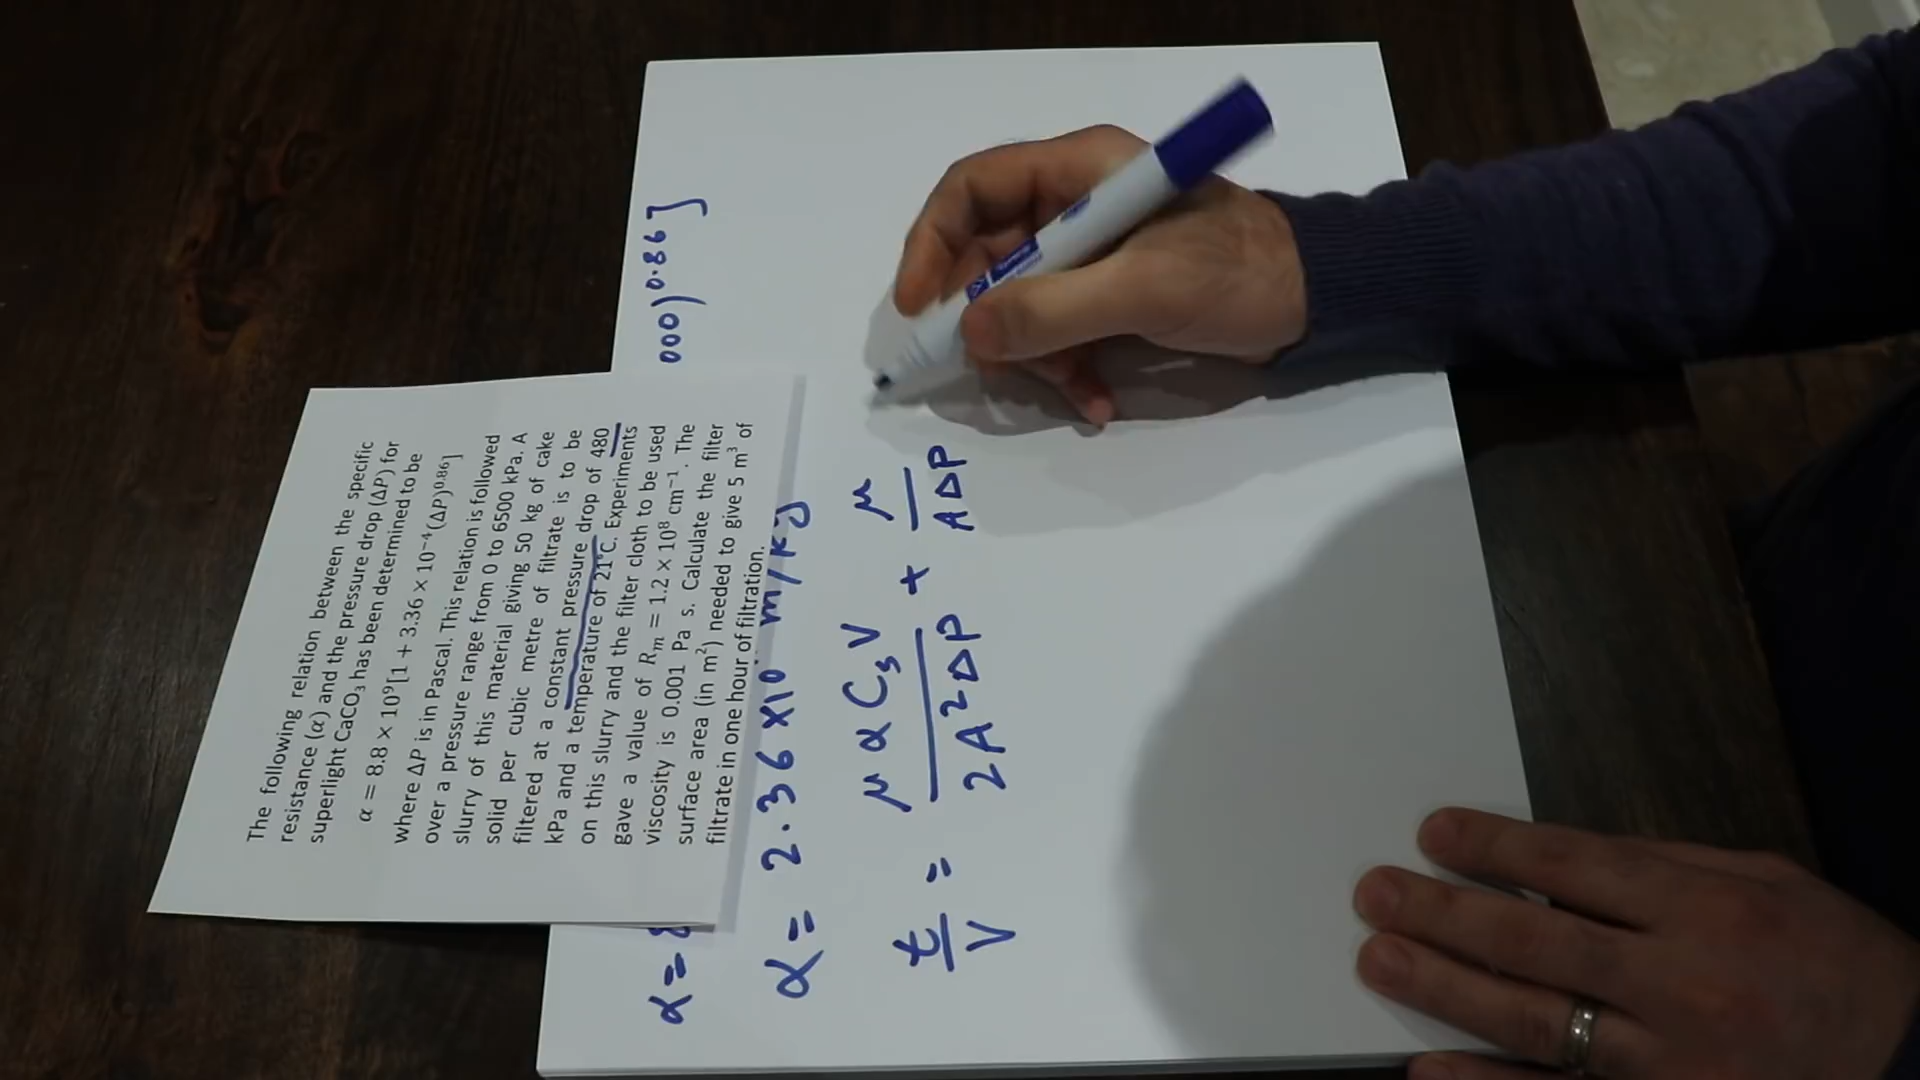 The following relation between the specific
resistance (α) and the pressure drop (ΔP) for
superlight CaCO₃ has been determined to be
α = 8.8 × 10⁹[1 + 3.36 × 10⁻⁴(ΔP)⁰·⁸⁶]
where ΔP is in Pascal. This relation is followed
over a pressure range from 0 to 6500 kPa. A
slurry of this material giving 50 kg of cake
solid per cubic metre of filtrate is to be
filtered at a constant pressure drop of 480
kPa and a temperature of 21°C. Experiments
on this slurry and the filter cloth to be used
gave a value of Rₘ = 1.2 × 10⁸ cm⁻¹. The
viscosity is 0.001 Pa s. Calculate the filter
surface area (in m²) needed to give 5 m³ of
filtrate in one hour of filtration.
α = 000)⁰·⁸⁶]
α = 2.36 ×10 m/kg
t/V = μαCₛV/2A²ΔP + μ/AΔP